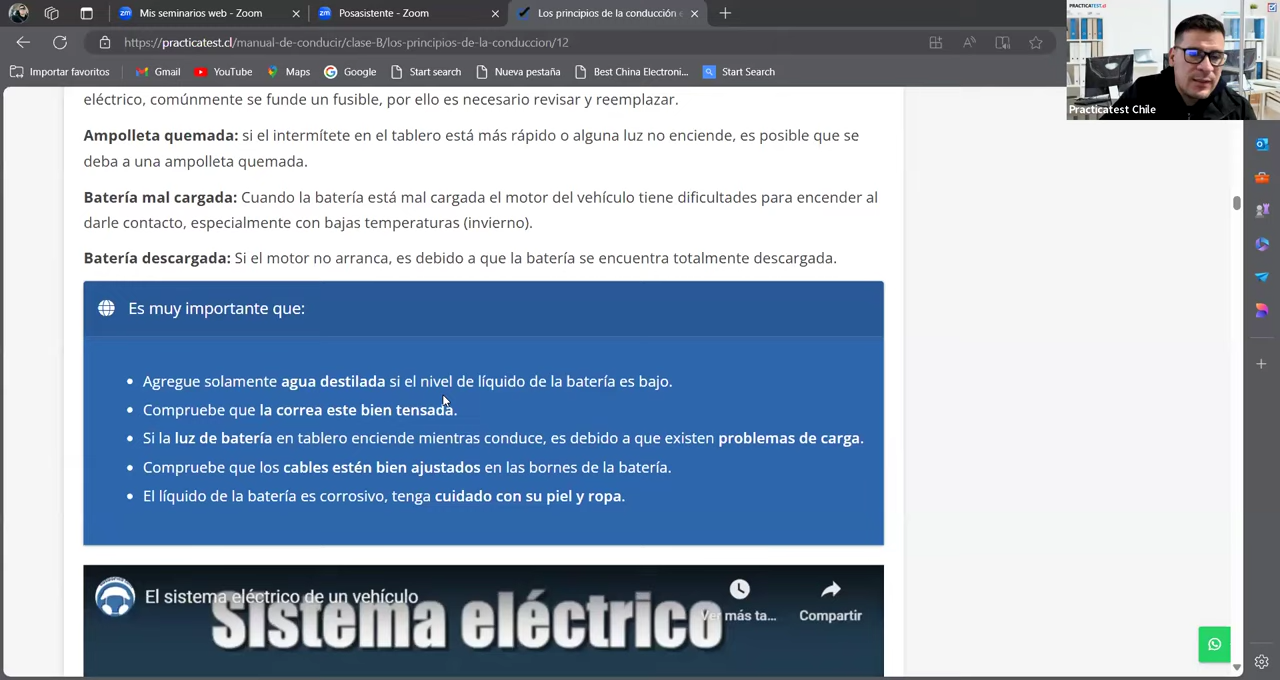 Mis seminarios web - Zoom
Posasistente - Zoom
Los principios de la conducción e
https://practicatest.cl/manual-de-conducir/clase-B/los-principios-de-la-conduccion/12
Importar favoritos
Gmail
YouTube
Maps
Google
Start search
Nueva pestaña
Best China Electroni...
Start Search
PRACTICATEST.cl
Practicatest Chile
eléctrico, comúnmente se funde un fusible, por ello es necesario revisar y reemplazar.
Ampolleta quemada: si el intermítete en el tablero está más rápido o alguna luz no enciende, es posible que se
deba a una ampolleta quemada.
Batería mal cargada: Cuando la batería está mal cargada el motor del vehículo tiene dificultades para encender al
darle contacto, especialmente con bajas temperaturas (invierno).
Batería descargada: Si el motor no arranca, es debido a que la batería se encuentra totalmente descargada.
Es muy importante que:
Agregue solamente agua destilada si el nivel de líquido de la batería es bajo.
Compruebe que la correa este bien tensada.
Si la luz de batería en tablero enciende mientras conduce, es debido a que existen problemas de carga.
Compruebe que los cables estén bien ajustados en las bornes de la batería.
El líquido de la batería es corrosivo, tenga cuidado con su piel y ropa.
El sistema eléctrico de un vehículo
Sistema eléctrico
Ver más ta...
Compartir